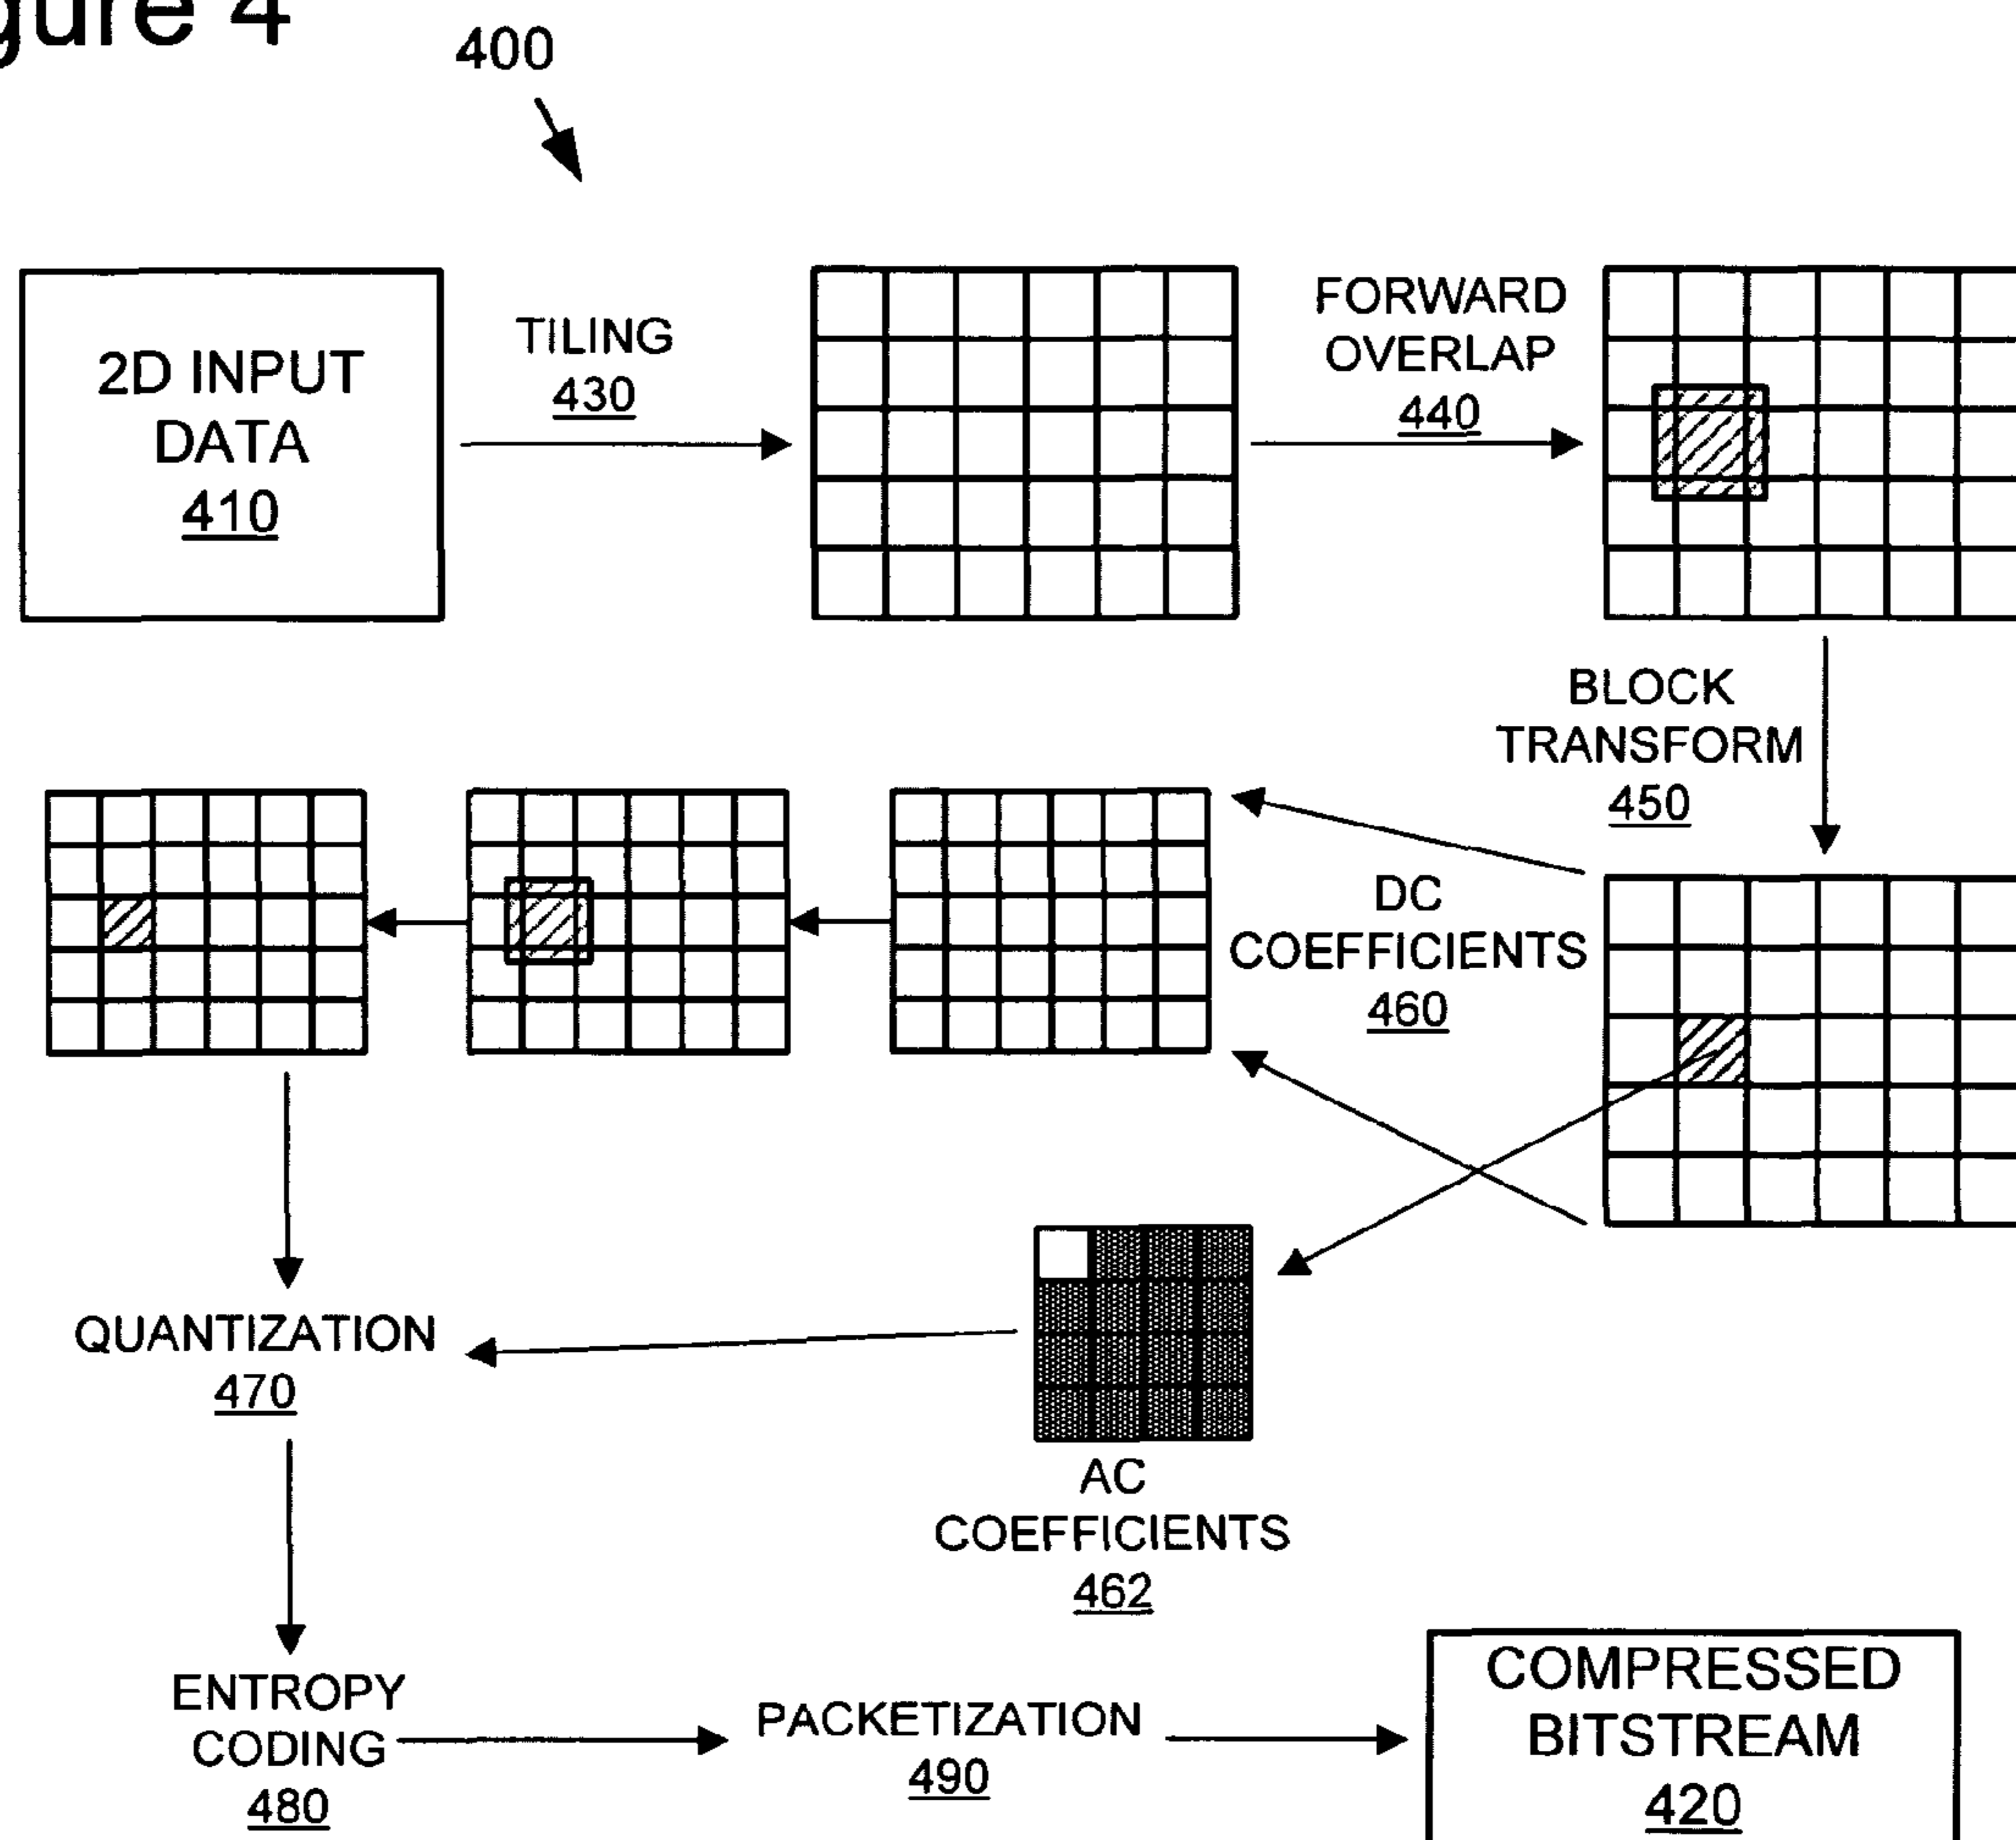 gure 4
400
2D INPUT
DATA
410
TILING
430
FORWARD
OVERLAP
440
BLOCK
TRANSFORM
450
DC
COEFFICIENTS
460
QUANTIZATION
470
AC
COEFFICIENTS
462
ENTROPY
CODING
480
PACKETIZATION
490
COMPRESSED
BITSTREAM
420